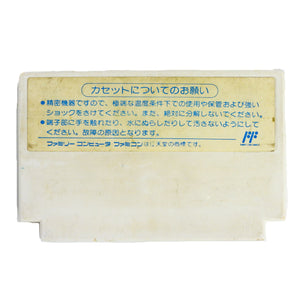 カセットについてのお願い
●精密機器ですので、極端な温度条件下での使用や保管および強い
ショックをさけてください。また、絶対に分解しないでください。
●端子部に手を触れたり、水にぬらしたりして汚さないようにして
ください。故障の原因となります。
ファミリーコンピュータ ファミコンは任天堂の商標です。